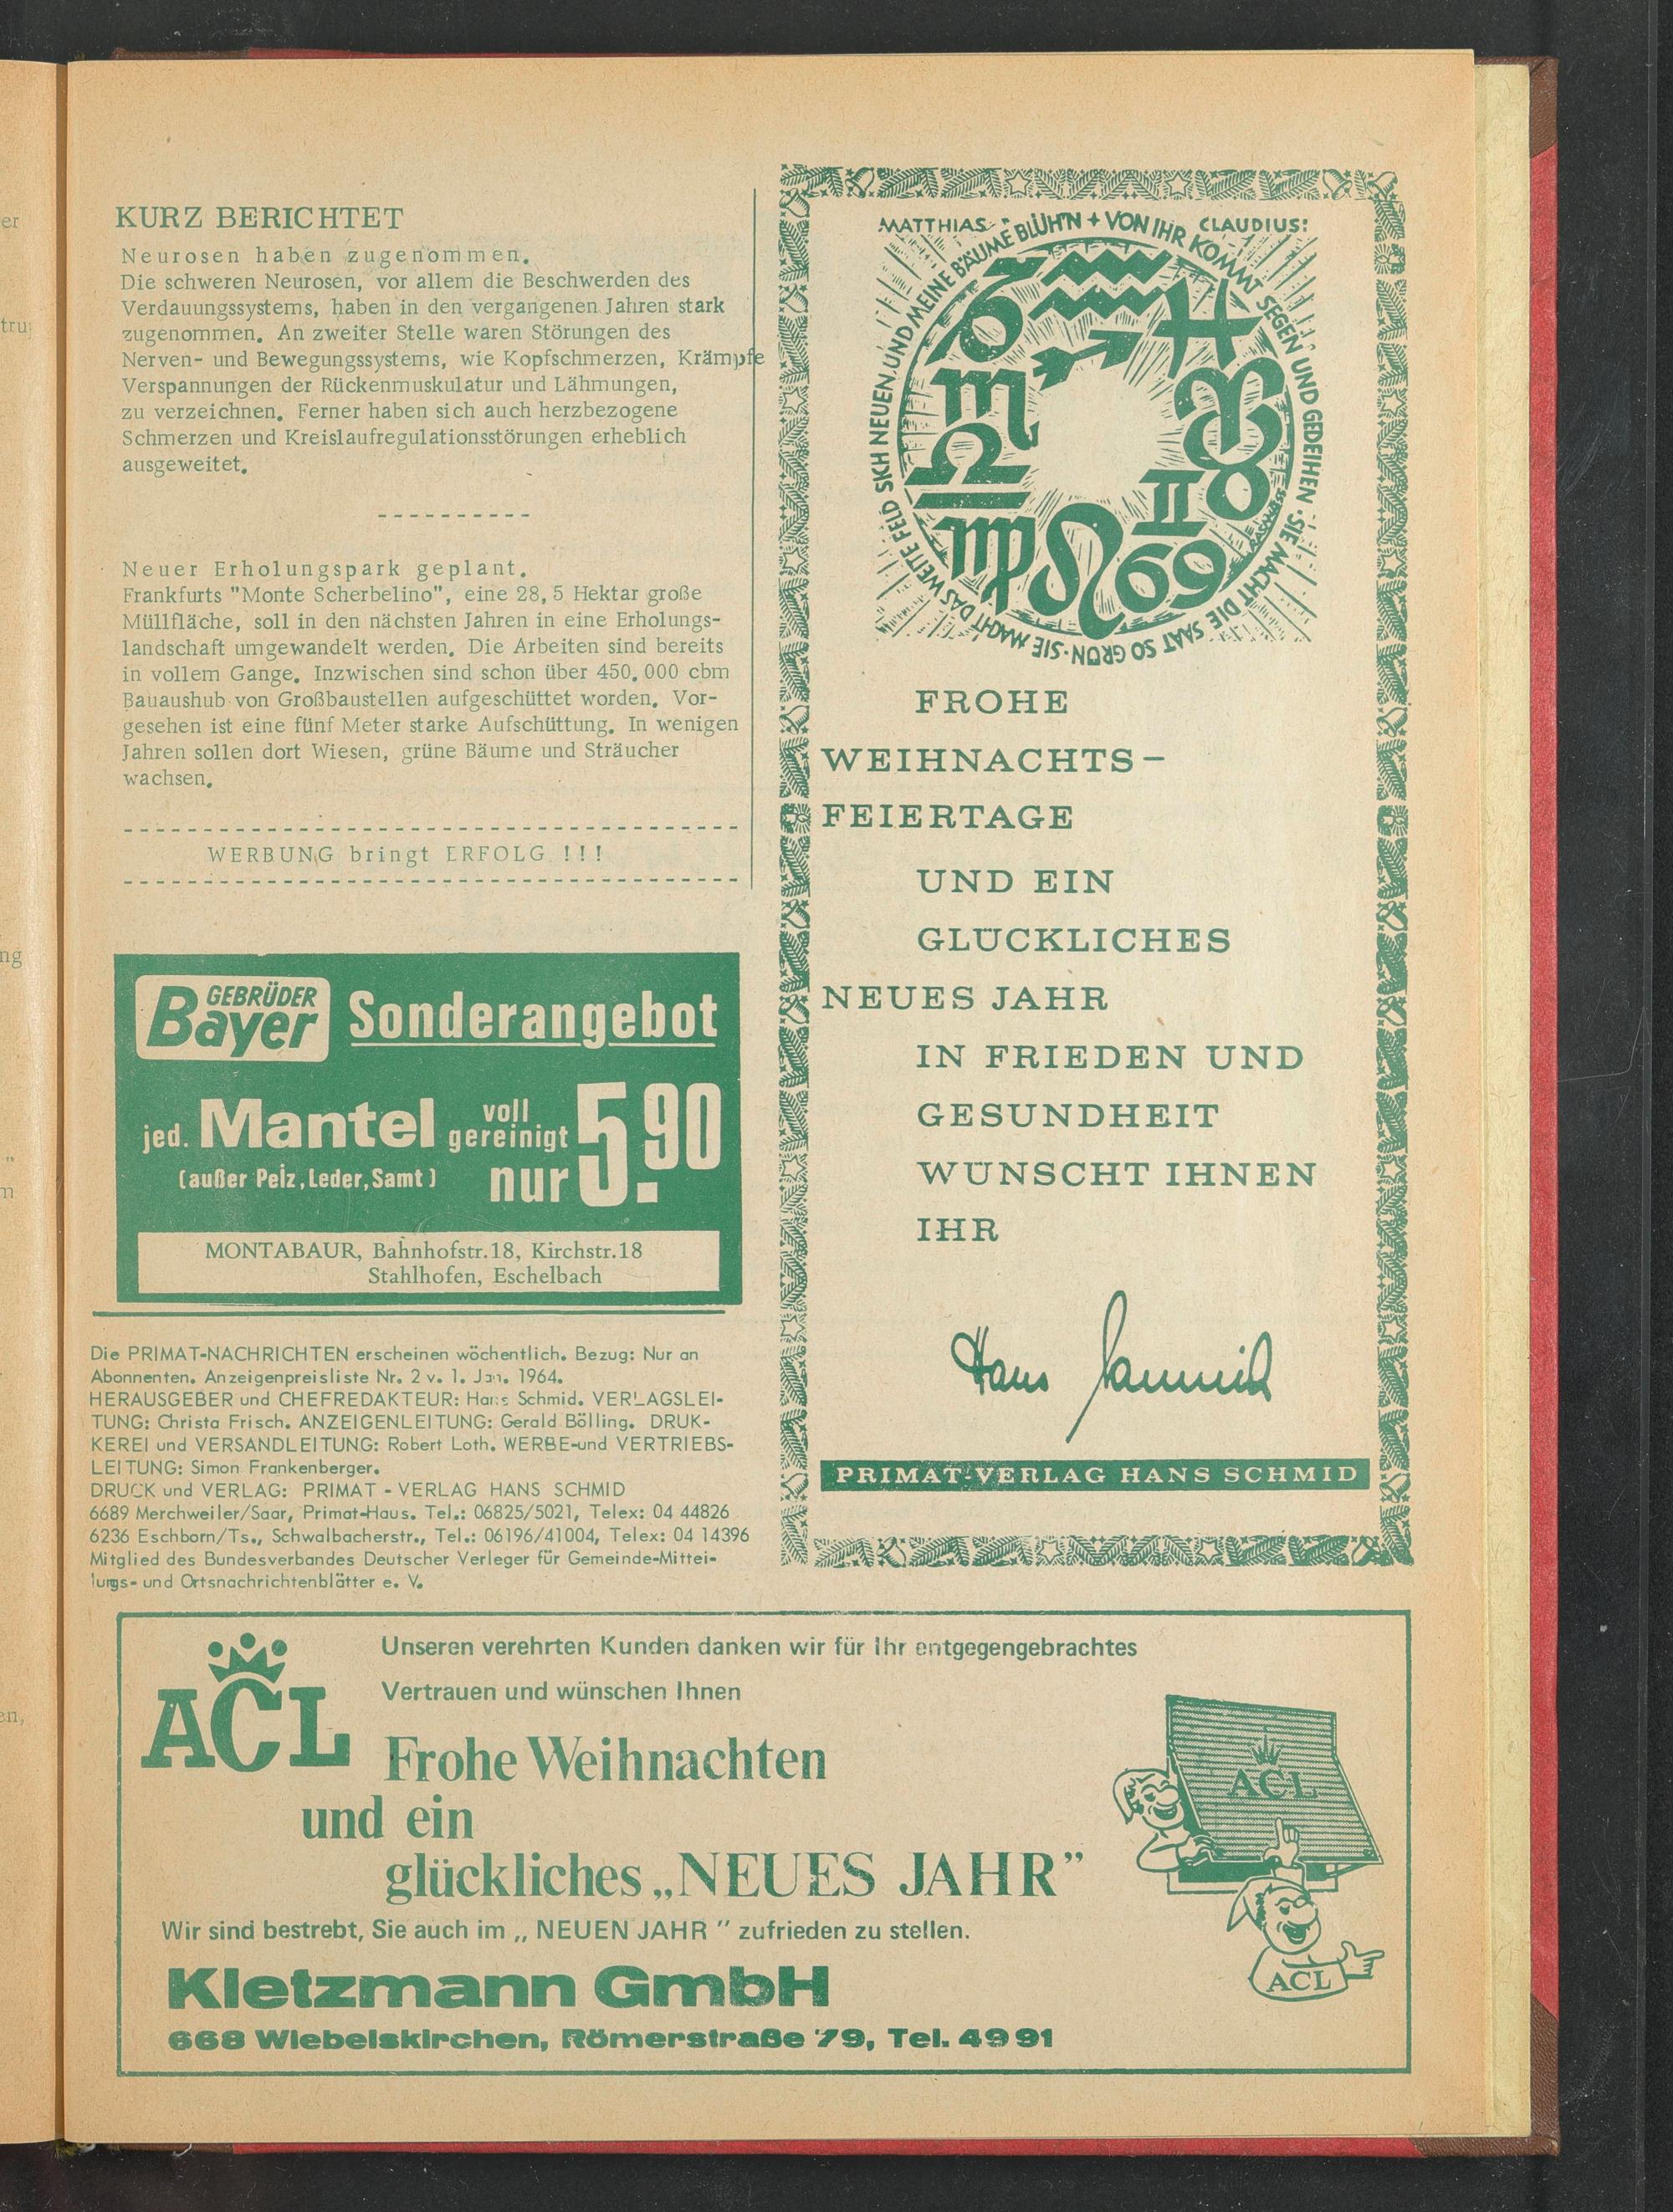 KURZ BERICHTET
Neurosen haben zugenommen.
Die schweren Neurosen, vor allem die Beschwerden des
Verdauungssystems, haben in den vergangenen Jahren stark
zugenommen. An zweiter Stelle waren Störungen des
Nerven- und Bewegungssystems, wie Kopfschmerzen, Krämpfe
Verspannungen der Rückenmuskulatur und Lähmungen,
zu verzeichnen. Ferner haben sich auch herzbezogene
Schmerzen und Kreislaufregulationsstörungen erheblich
ausgeweitet.
Neuer Erholungspark geplant.
Frankfurts "Monte Scherbelino", eine 28,5 Hektar große
Müllfläche, soll in den nächsten Jahren in eine Erholungs-
landschaft umgewandelt werden. Die Arbeiten sind bereits
in vollem Gange. Inzwischen sind schon über 450.000 cbm
Bauaushub von Großbaustellen aufgeschüttet worden. Vor-
gesehen ist eine fünf Meter starke Aufschüttung. In wenigen
Jahren sollen dort Wiesen, grüne Bäume und Sträucher
wachsen.
WERBUNG bringt ERFOLG !!!
GEBRÜDER
Bayer
Sonderangebot
jed. Mantel voll
gereinigt
(außer Pelz, Leder, Samt)
nur 5.90
MONTABAUR, Bahnhofstr.18, Kirchstr.18
Stahlhofen, Eschelbach
Die PRIMAT-NACHRICHTEN erscheinen wöchentlich. Bezug: Nur an
Abonnenten. Anzeigenpreisliste Nr. 2 v. 1. Jan. 1964.
HERAUSGEBER und CHEFREDAKTEUR: Hans Schmid. VERLAGSLEI-
TUNG: Christa Frisch. ANZEIGENLEITUNG: Gerald Bölling. DRUK-
KEREI und VERSANDLEITUNG: Robert Loth. WERBE-und VERTRIEBS-
LEITUNG: Simon Frankenberger.
DRUCK und VERLAG: PRIMAT - VERLAG HANS SCHMID
6689 Merchweiler/Saar, Primat-Haus. Tel.: 06825/5021, Telex: 04 44826
6236 Eschborn/Ts., Schwalbacherstr., Tel.: 06196/41004, Telex: 04 14396
Mitglied des Bundesverbandes Deutscher Verleger für Gemeinde-Mittei-
lungs- und Ortsnachrichtenblätter e. V.
MATTHIAS CLAUDIUS:
SIE MACHT DAS WEITE FELD SICH NEUEN, UND MEINE BÄUME BLÜH'N + VON IHR KOMMT SEGEN UND GEDEIHEN · SIE MACHT DIE SAAT SO GRÜN ·
FROHE
WEIHNACHTS-
FEIERTAGE
UND EIN
GLÜCKLICHES
NEUES JAHR
IN FRIEDEN UND
GESUNDHEIT
WÜNSCHT IHNEN
IHR
Hans Schmid
PRIMAT-VERLAG HANS SCHMID
ACL
Unseren verehrten Kunden danken wir für Ihr entgegengebrachtes
Vertrauen und wünschen Ihnen
Frohe Weihnachten
und ein
glückliches „NEUES JAHR”
Wir sind bestrebt, Sie auch im „ NEUEN JAHR ” zufrieden zu stellen.
Kletzmann GmbH
668 Wiebelskirchen, Römerstraße 79, Tel. 49 91
ACL
ACL